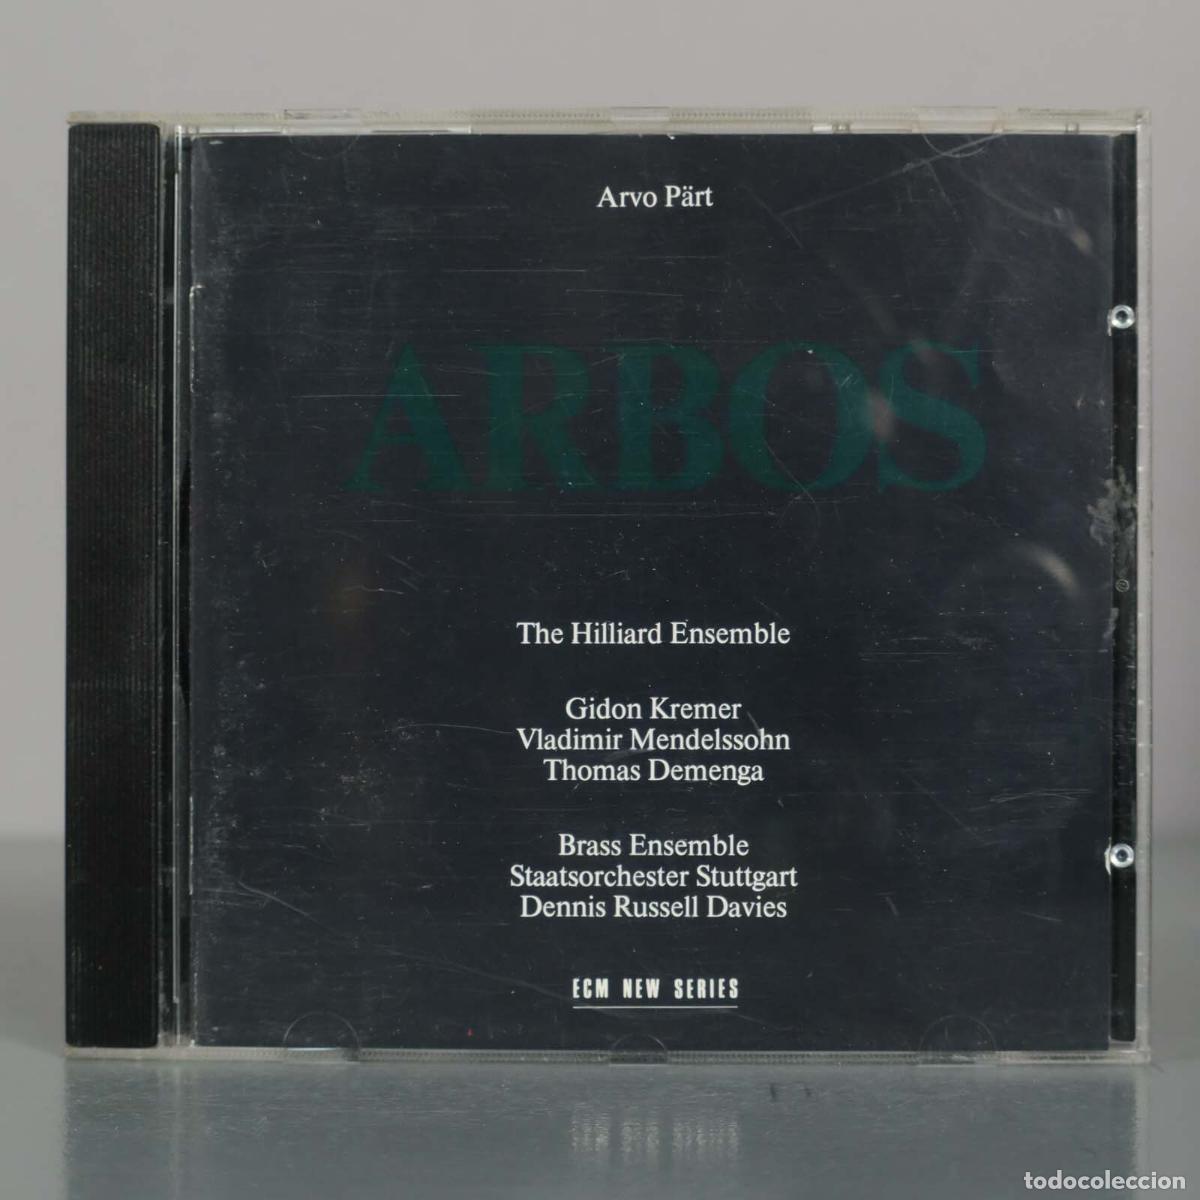 Arvo Pärt
ARBOS
The Hilliard Ensemble
Gidon Kremer
Vladimir Mendelssohn
Thomas Demenga
Brass Ensemble
Staatsorchester Stuttgart
Dennis Russell Davies
ECM NEW SERIES
todocoleccion